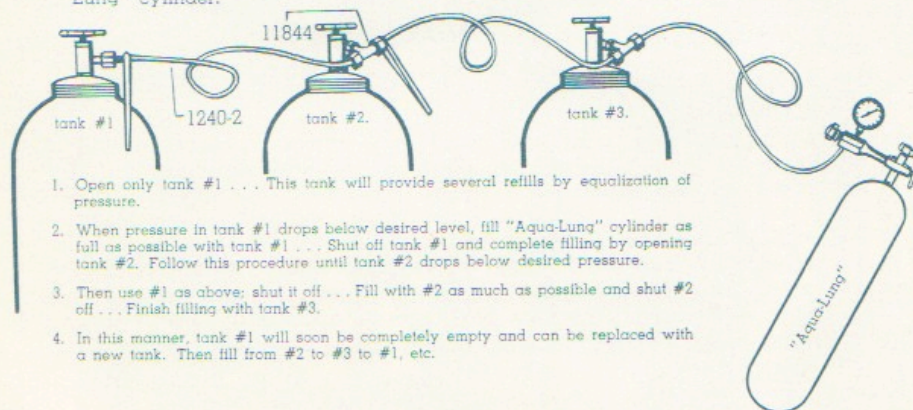 Lung" cylinder.
11844
tank #1
1240-2
tank #2.
tank #3.
1. Open only tank #1 . . . This tank will provide several refills by equalization of
pressure.
2. When pressure in tank #1 drops below desired level, fill "Aqua-Lung" cylinder as
full as possible with tank #1 . . . Shut off tank #1 and complete filling by opening
tank #2. Follow this procedure until tank #2 drops below desired pressure.
3. Then use #1 as above; shut it off . . . Fill with #2 as much as possible and shut #2
off . . . Finish filling with tank #3.
4. In this manner, tank #1 will soon be completely empty and can be replaced with
a new tank. Then fill from #2 to #3 to #1, etc.
"Aqua-Lung"